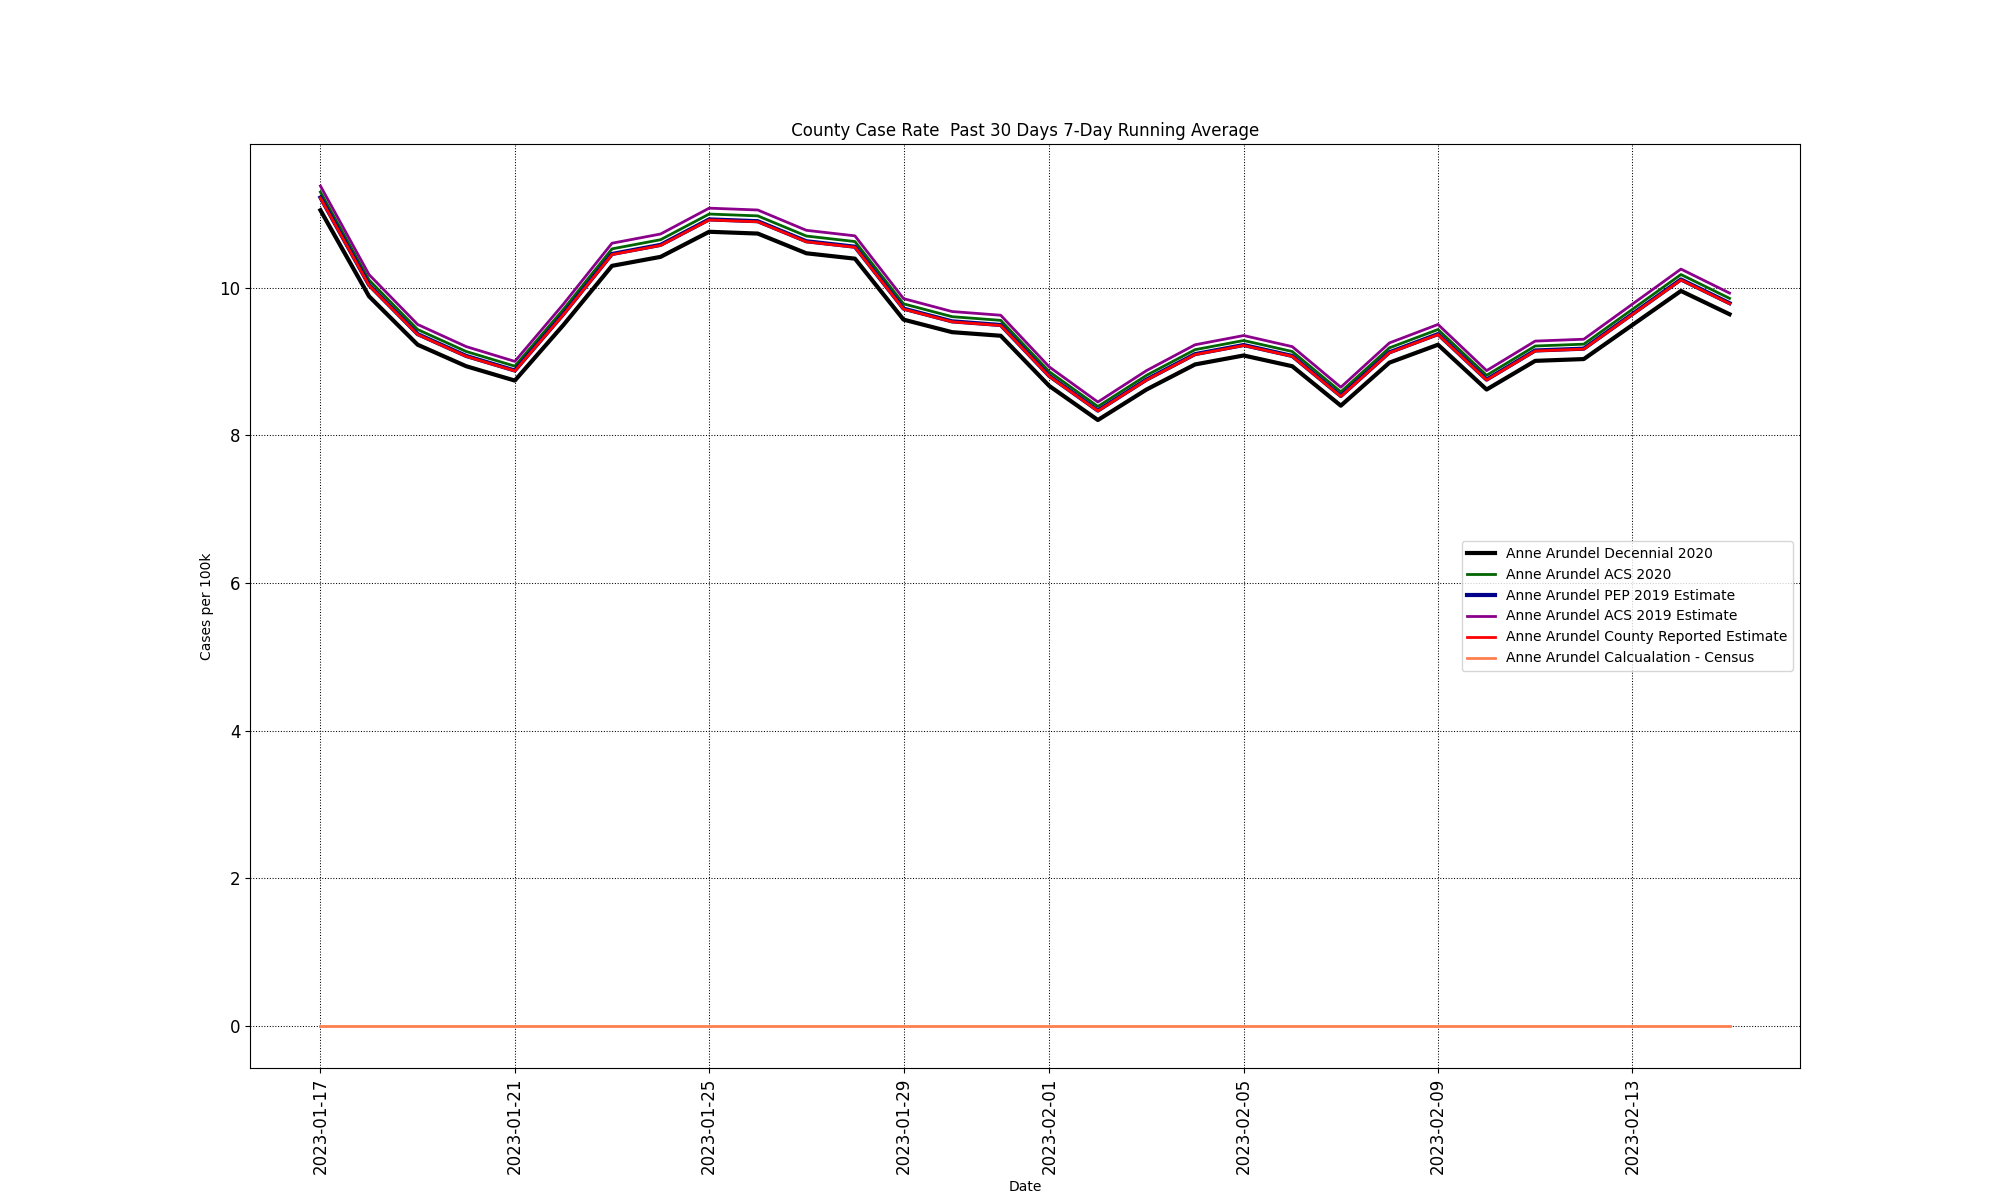 County Case Rate  Past 30 Days 7-Day Running Average
Cases per 100k
10
8
6
4
2
0
Anne Arundel Decennial 2020
Anne Arundel ACS 2020
Anne Arundel PEP 2019 Estimate
Anne Arundel ACS 2019 Estimate
Anne Arundel County Reported Estimate
Anne Arundel Calcualation - Census
2023-01-17
2023-01-21
2023-01-25
2023-01-29
2023-02-01
2023-02-05
2023-02-09
2023-02-13
Date